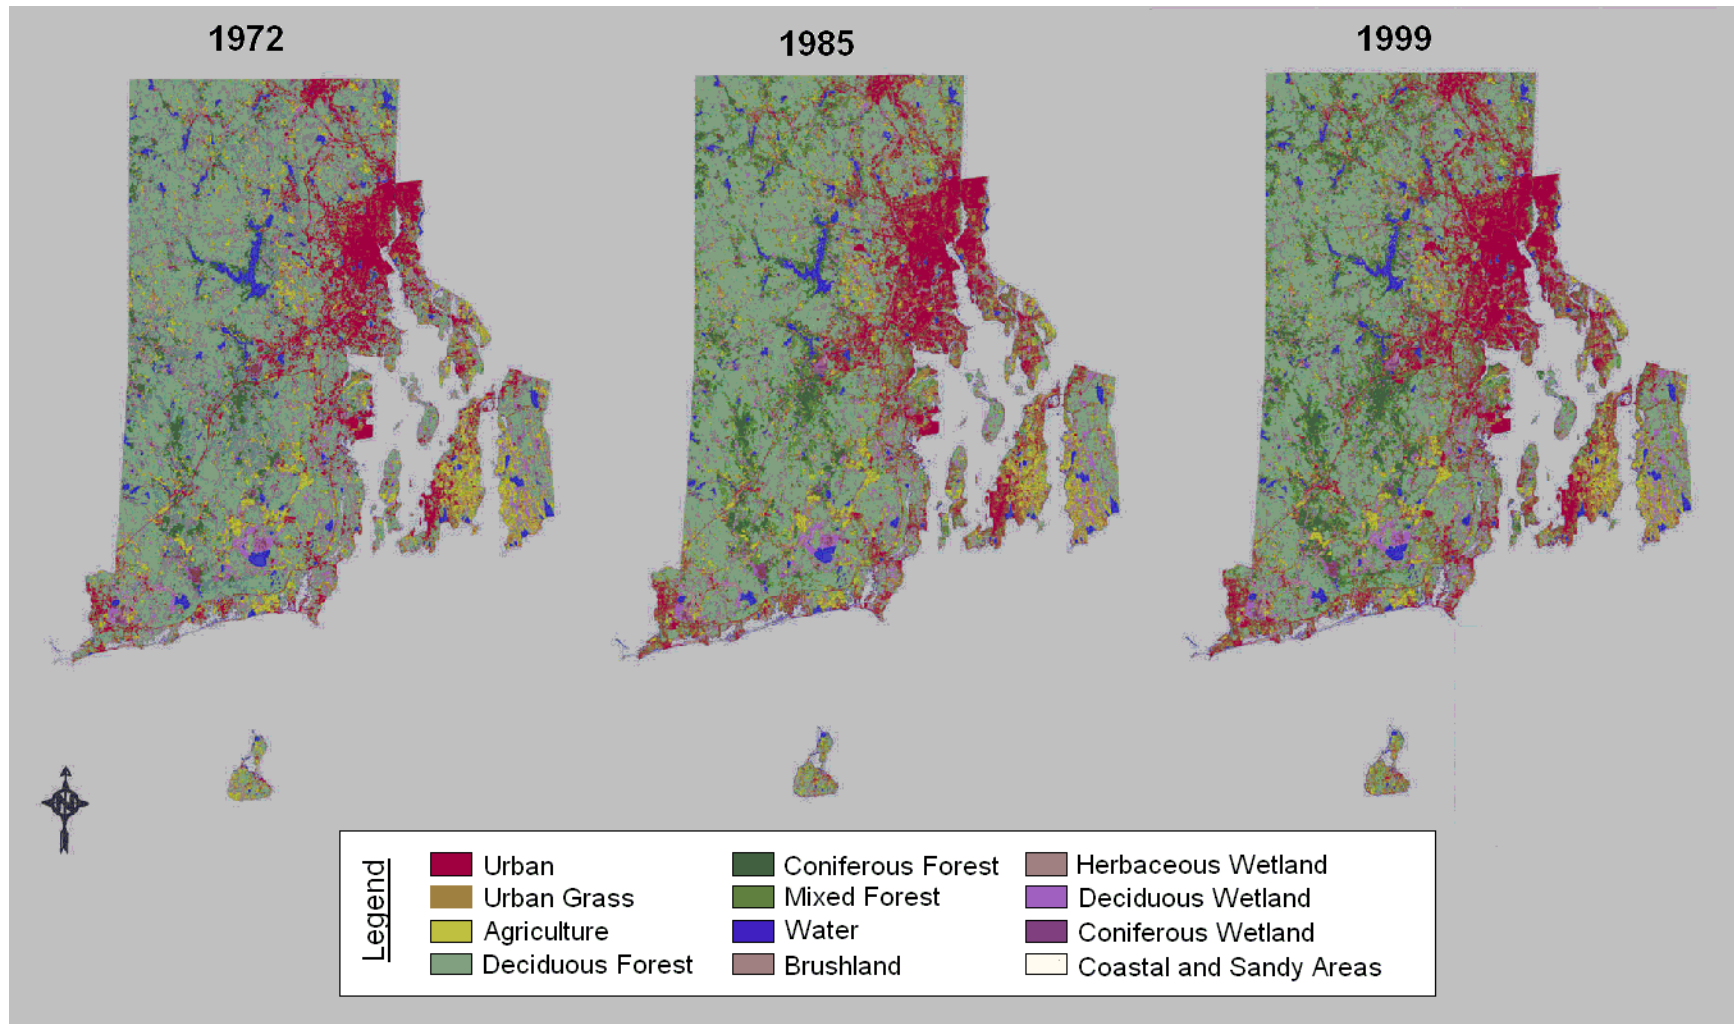 1972
1985
1999
N
Legend
Urban
Urban Grass
Agriculture
Deciduous Forest
Coniferous Forest
Mixed Forest
Water
Brushland
Herbaceous Wetland
Deciduous Wetland
Coniferous Wetland
Coastal and Sandy Areas